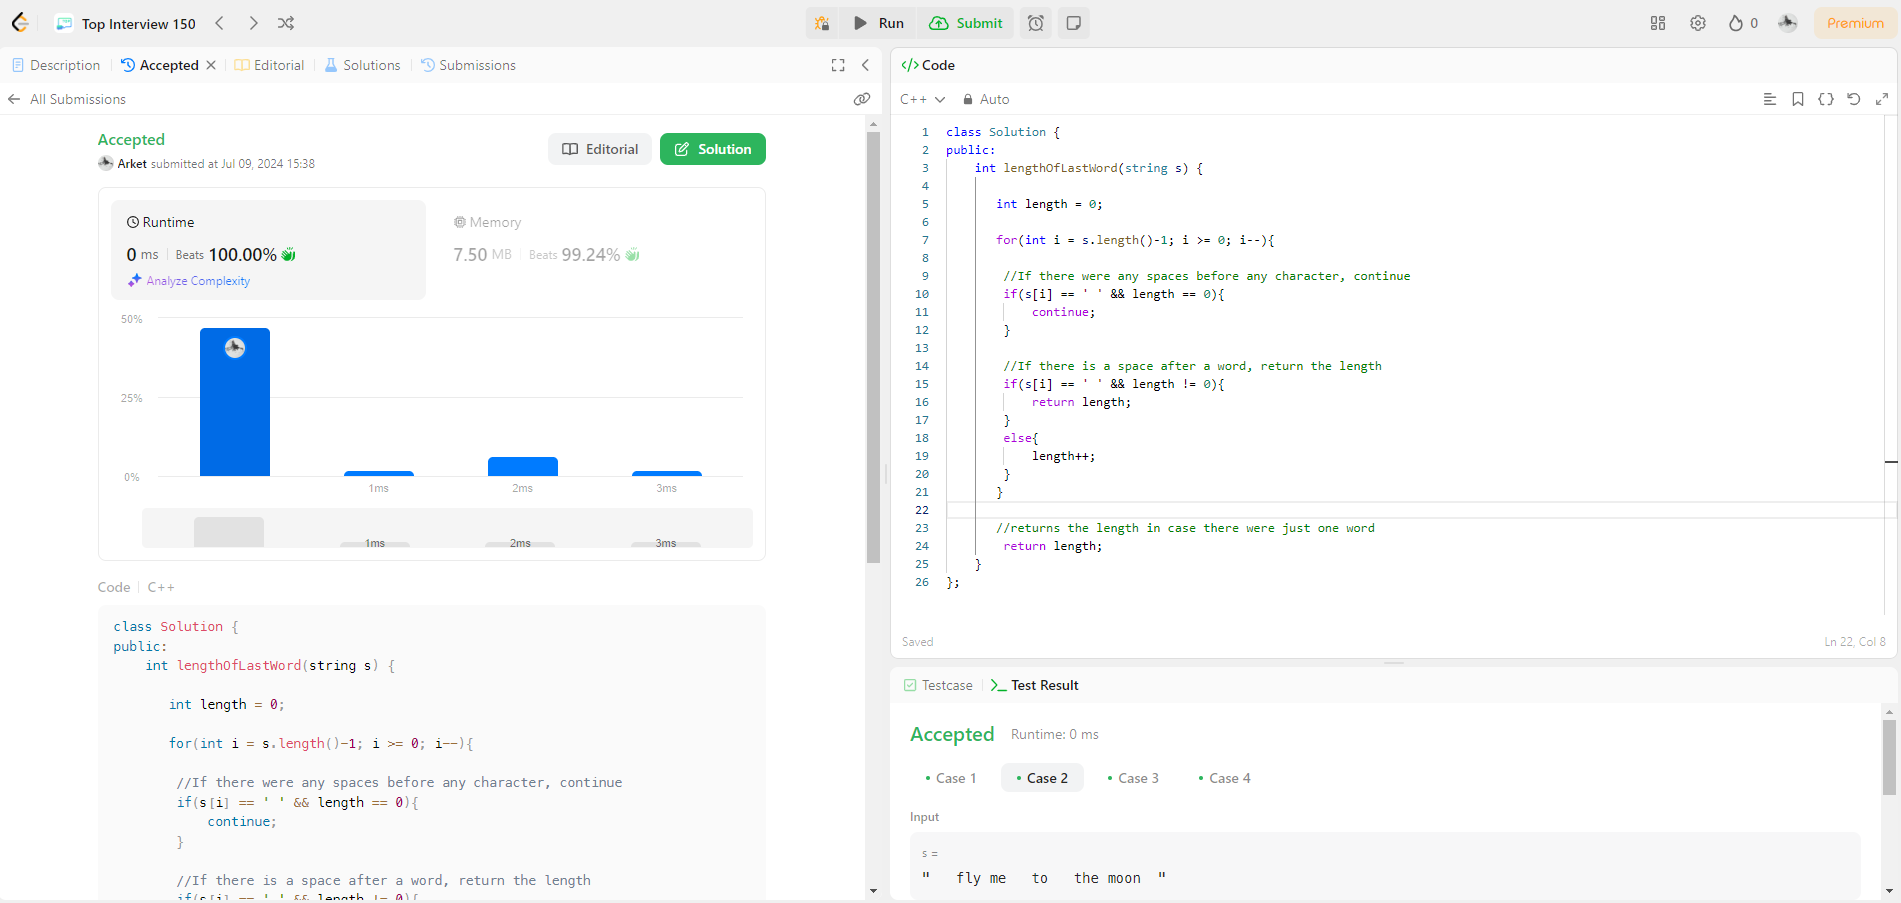 Top Interview 150
Run
Submit
0
Premium
Description
Accepted
Editorial
Solutions
Submissions
All Submissions
Accepted
Arket submitted at Jul 09, 2024 15:38
Editorial
Solution
Runtime
0 ms | Beats 100.00%
Analyze Complexity
Memory
7.50 MB | Beats 99.24%
50%
25%
0%
1ms 2ms 3ms
1ms 2ms 3ms
Code | C++
class Solution {
public:
    int lengthOfLastWord(string s) {
       int length = 0;
       for(int i = s.length()-1; i >= 0; i--){
        //If there were any spaces before any character, continue
        if(s[i] == ' ' && length == 0){
            continue;
        }
        //If there is a space after a word, return the length
        if(s[i] == ' ' && length != 0){
</> Code
C++
Auto
1 class Solution {
2 public:
3     int lengthOfLastWord(string s) {
4
5        int length = 0;
6
7        for(int i = s.length()-1; i >= 0; i--){
8
9         //If there were any spaces before any character, continue
10         if(s[i] == ' ' && length == 0){
11             continue;
12         }
13
14         //If there is a space after a word, return the length
15         if(s[i] == ' ' && length != 0){
16             return length;
17         }
18         else{
19             length++;
20         }
21        }
22
23        //returns the length in case there were just one word
24         return length;
25     }
26 };
Saved
Ln 22, Col 8
Testcase
Test Result
Accepted
Runtime: 0 ms
Case 1
Case 2
Case 3
Case 4
Input
s =
"   fly me   to   the moon  "